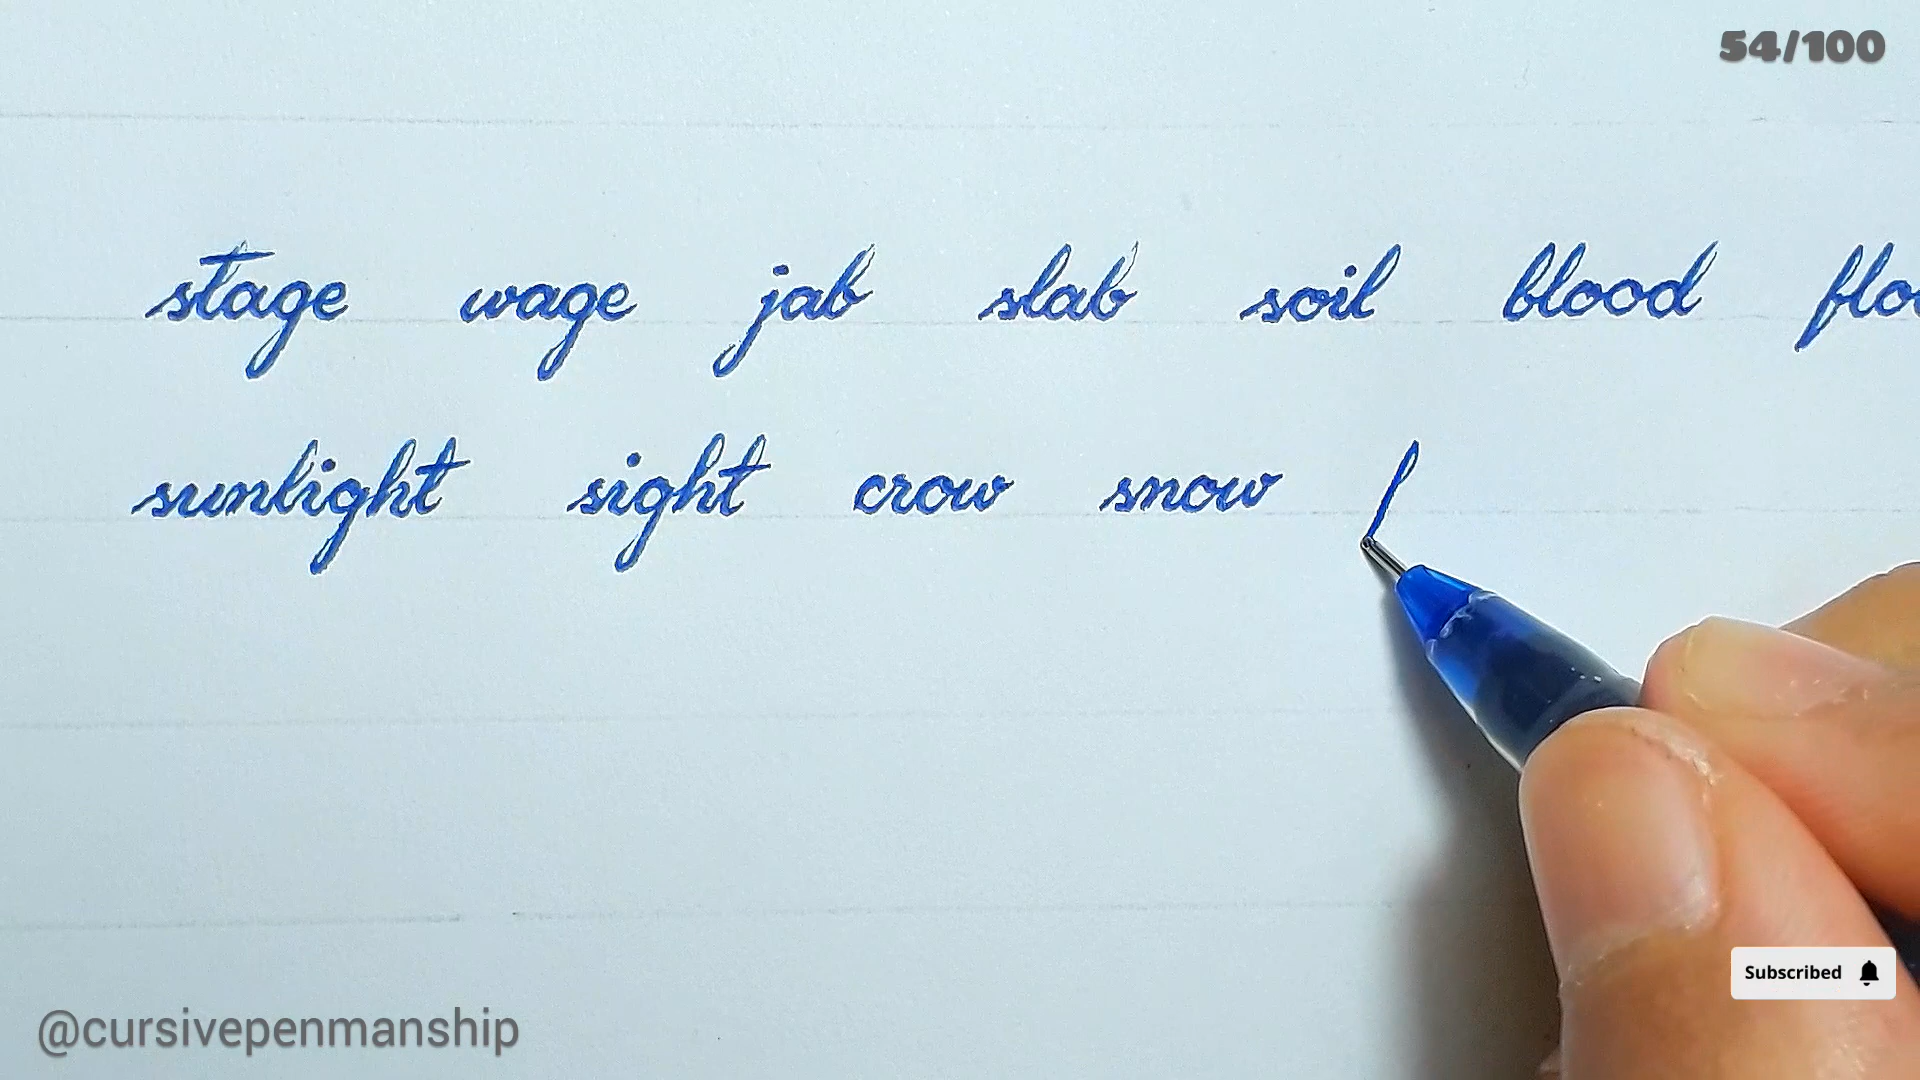 54/100
stage wage jab slab soil blood
sunlight sight crow snow
Subscribed
@cursivepenmanship